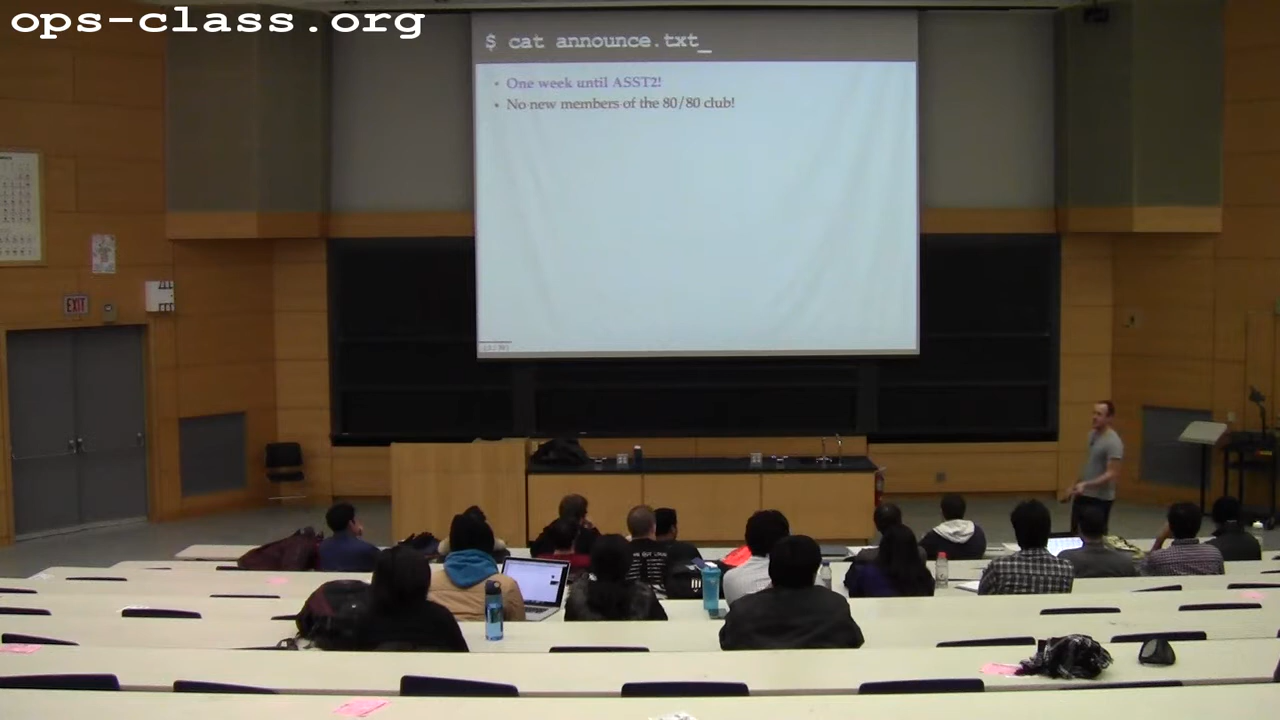 ops-class.org
$ cat announce.txt_
• One week until ASST2!
• No new members of the 80/80 club!
EXIT